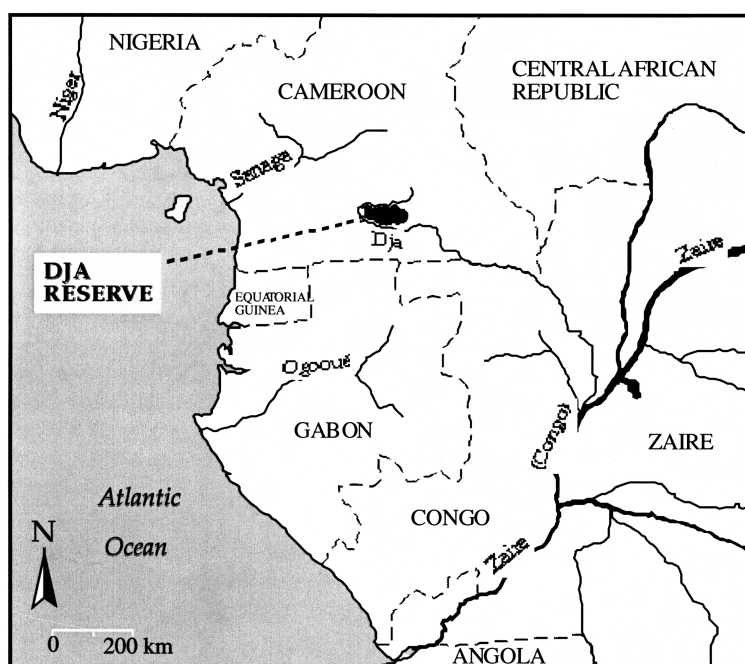 NIGERIA
CENTRAL AFRICAN
REPUBLIC
CAMEROON
Niger
Sanaga
Dja
Zaire
DJA
RESERVE
EQUATORIAL
GUINEA
Ogooué
GABON
(Congo)
ZAIRE
Atlantic
Ocean
CONGO
N
Zaire
0 200 km
ANGOLA